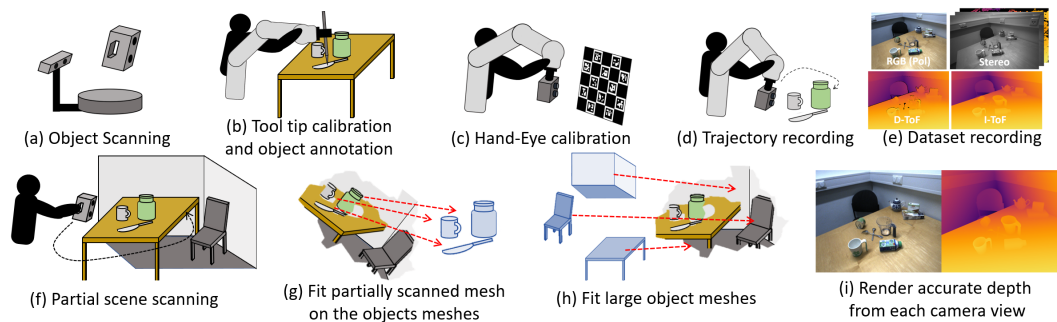 RGB (Pol)
Stereo
D-ToF
I-ToF
(a) Object Scanning
(b) Tool tip calibration
and object annotation
(c) Hand-Eye calibration
(d) Trajectory recording
(e) Dataset recording
(f) Partial scene scanning
(g) Fit partially scanned mesh
on the objects meshes
(h) Fit large object meshes
(i) Render accurate depth
from each camera view